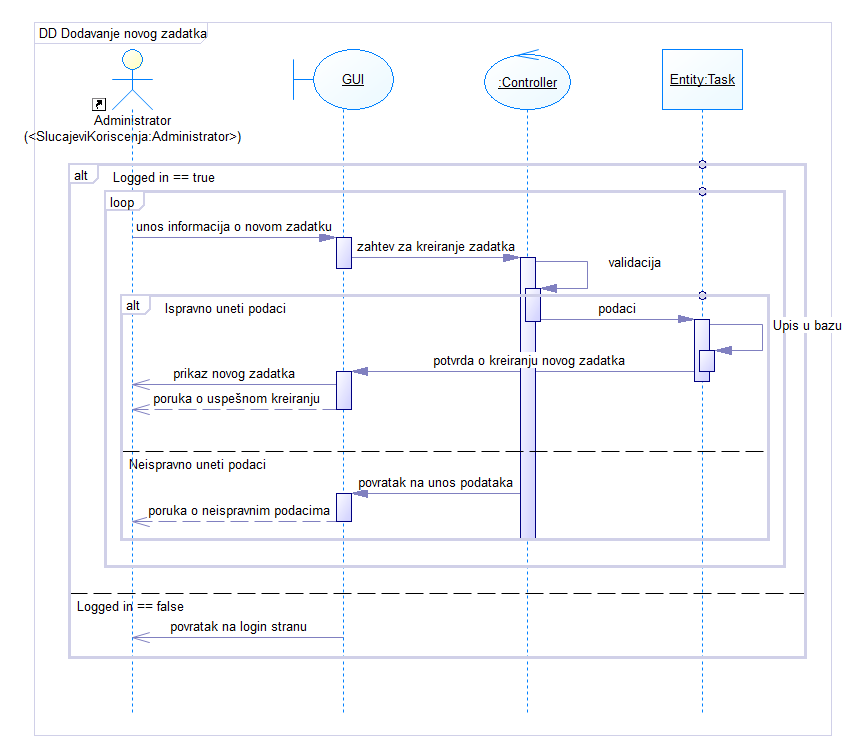 DD Dodavanje novog zadatka
GUI
:Controller
Entity:Task
Administrator
(<SlucajeviKoriscenja:Administrator>)
alt
Logged in == true
loop
unos informacija o novom zadatku
zahtev za kreiranje zadatka
validacija
alt
Ispravno uneti podaci
podaci
Upis u bazu
potvrda o kreiranju novog zadatka
prikaz novog zadatka
poruka o uspešnom kreiranju
Neispravno uneti podaci
povratak na unos podataka
poruka o neispravnim podacima
Logged in == false
povratak na login stranu